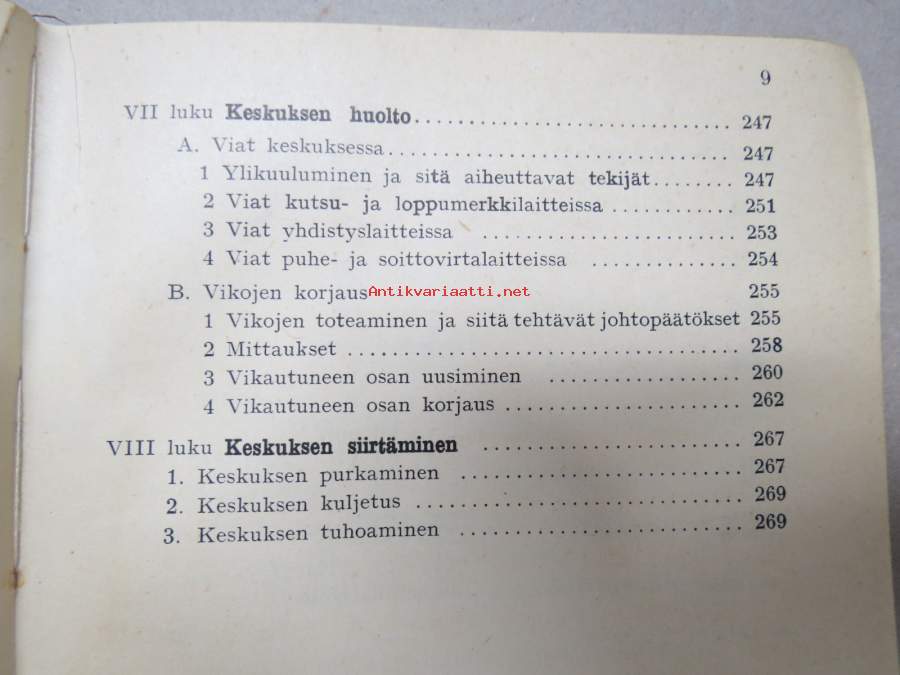 9
VII luku Keskuksen huolto 247
A. Viat keskuksessa 247
1 Ylikuuluminen ja sitä aiheuttavat tekijät 247
2 Viat kutsu- ja loppumerkkilaitteissa 251
3 Viat yhdistyslaitteissa 253
4 Viat puhe- ja soittovirtalaitteissa 254
B. Vikojen korjaus 255
Antikvariaatti.net
1 Vikojen toteaminen ja siitä tehtävät johtopäätökset 255
2 Mittaukset 258
3 Vikautuneen osan uusiminen 260
4 Vikautuneen osan korjaus 262
VIII luku Keskuksen siirtäminen 267
1. Keskuksen purkaminen 267
2. Keskuksen kuljetus 269
3. Keskuksen tuhoaminen 269